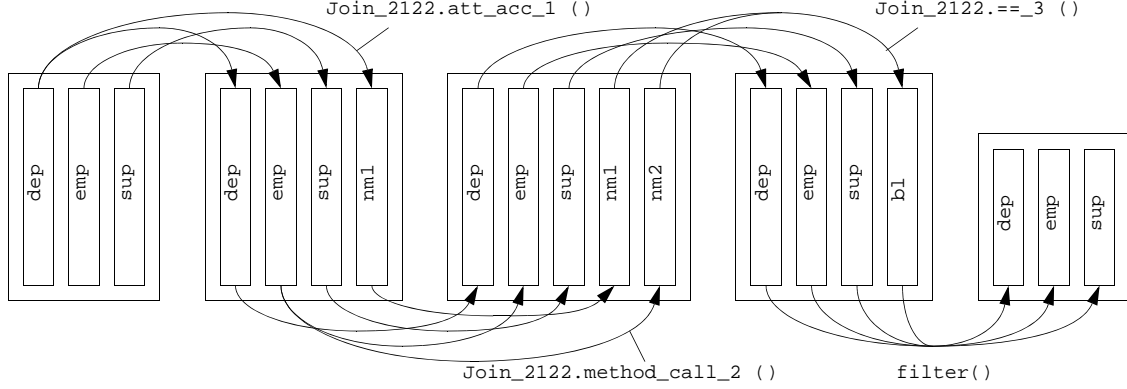 Join_2122.att_acc_1 ()
Join_2122.==_3 ()
dep
emp
sup
dep
emp
sup
nm1
dep
emp
sup
nm1
nm2
dep
emp
sup
bl
dep
emp
sup
Join_2122.method_call_2 ()
filter()